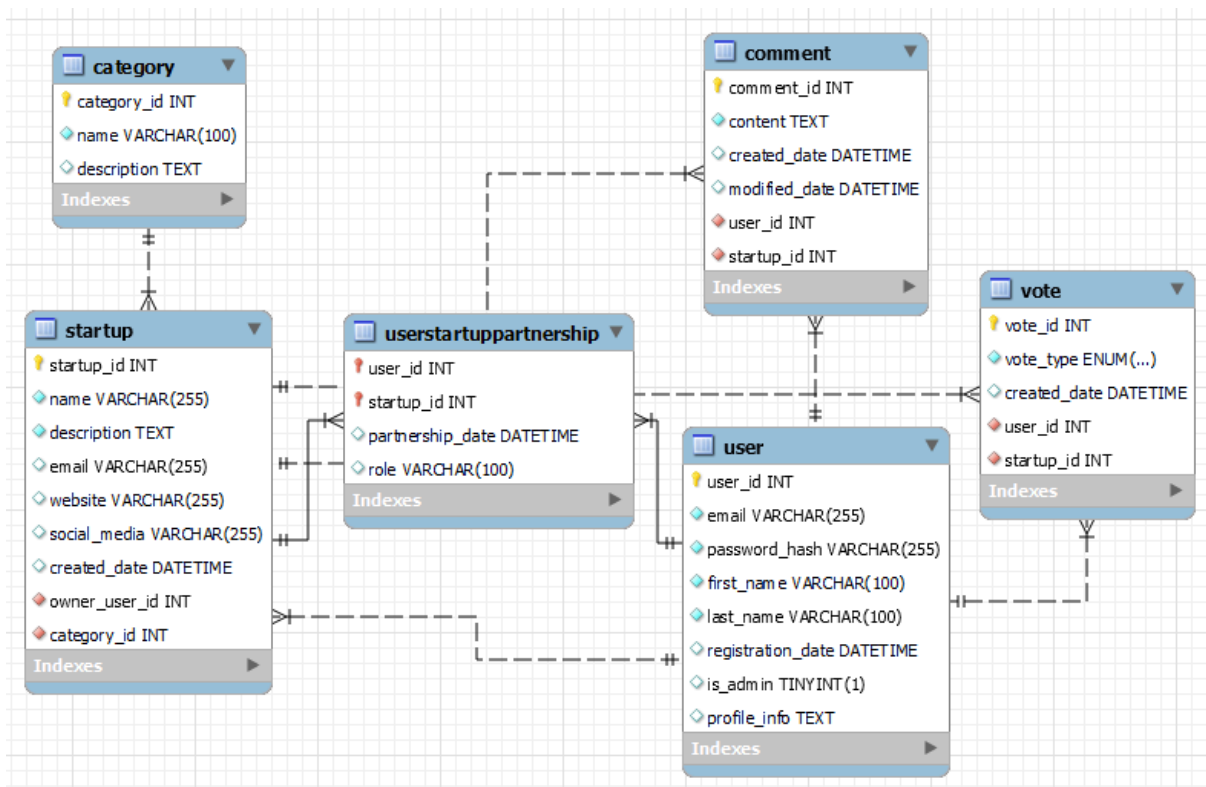 category
category_id INT
name VARCHAR(100)
description TEXT
Indexes
comment
comment_id INT
content TEXT
created_date DATETIME
modified_date DATETIME
user_id INT
startup_id INT
Indexes
startup
startup_id INT
name VARCHAR(255)
description TEXT
email VARCHAR(255)
website VARCHAR(255)
social_media VARCHAR(255)
created_date DATETIME
owner_user_id INT
category_id INT
Indexes
userstartuppartnership
user_id INT
startup_id INT
partnership_date DATETIME
role VARCHAR(100)
Indexes
user
user_id INT
email VARCHAR(255)
password_hash VARCHAR(255)
first_name VARCHAR(100)
last_name VARCHAR(100)
registration_date DATETIME
is_admin TINYINT(1)
profile_info TEXT
Indexes
vote
vote_id INT
vote_type ENUM(...)
created_date DATETIME
user_id INT
startup_id INT
Indexes